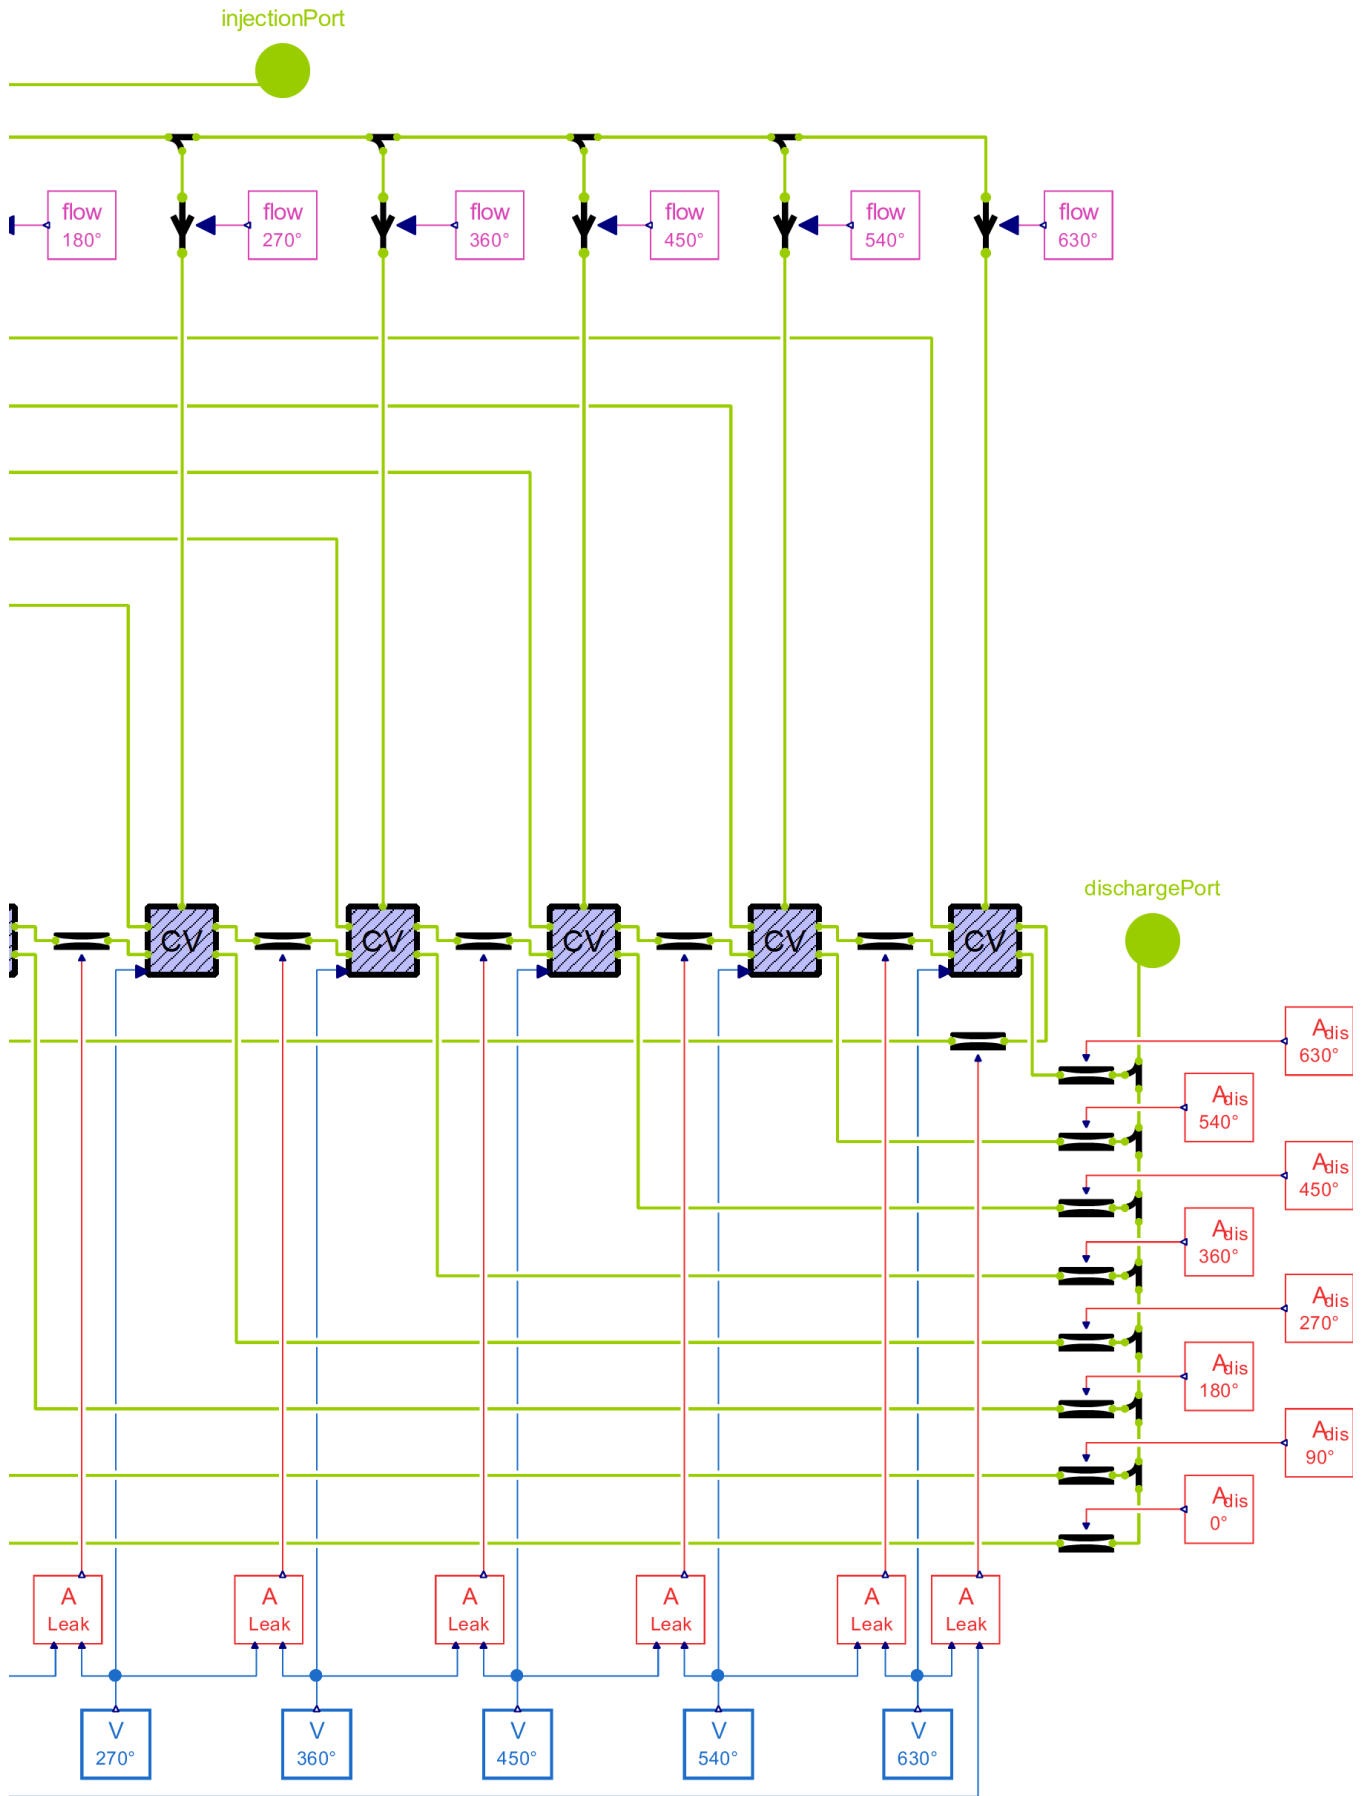 injectionPort
flow
180°
flow
270°
flow
360°
flow
450°
flow
540°
flow
630°
dischargePort
CV
CV
CV
CV
CV
Adis
630°
Adis
540°
Adis
450°
Adis
360°
Adis
270°
Adis
180°
Adis
90°
Adis
0°
A
Leak
A
Leak
A
Leak
A
Leak
A
Leak
A
Leak
V
270°
V
360°
V
450°
V
540°
V
630°